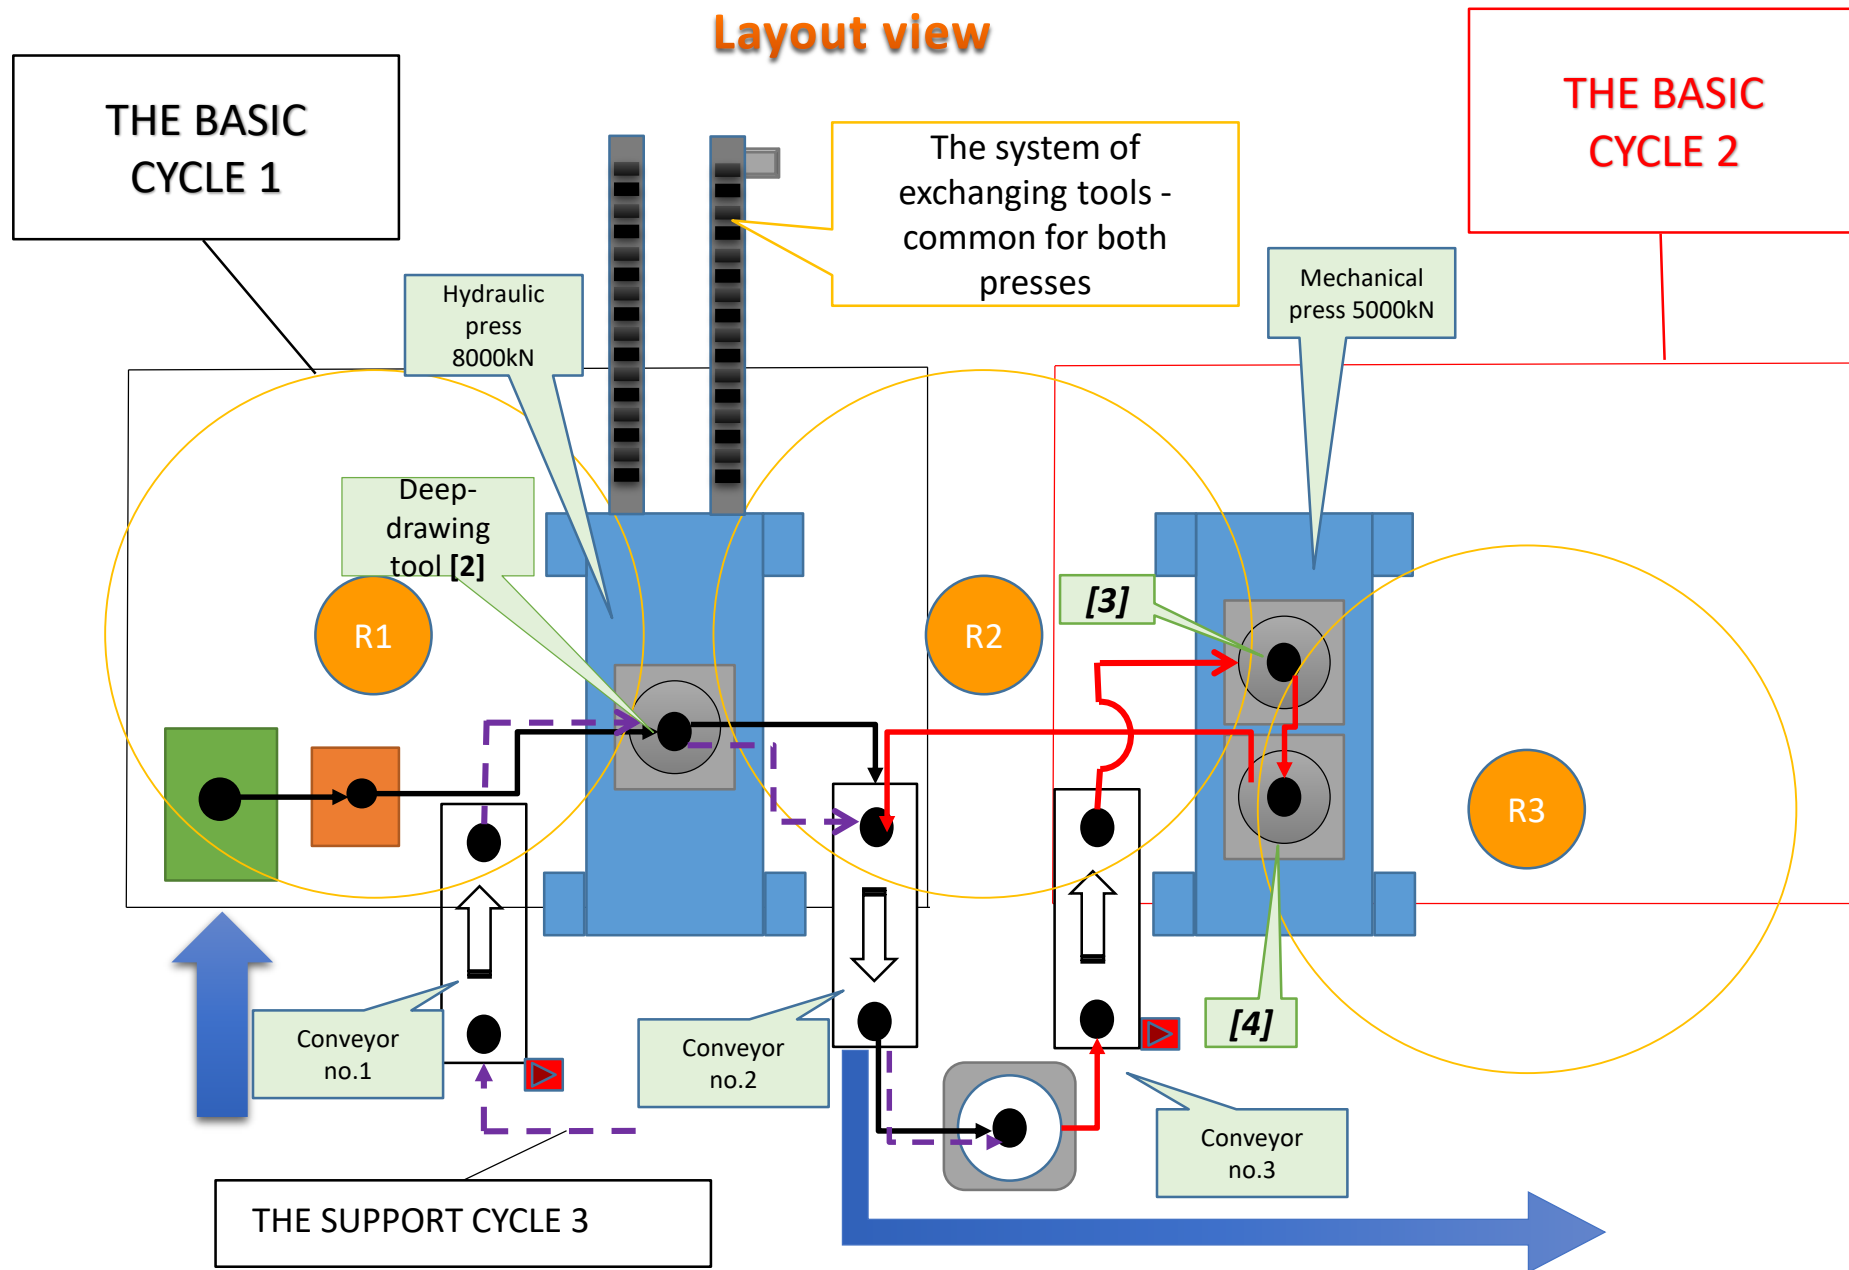 Layout view
THE BASIC
CYCLE 1
THE BASIC
CYCLE 2
The system of
exchanging tools -
common for both
presses
Hydraulic
press
8000kN
Mechanical
press 5000kN
Deep-
drawing
tool [2]
[3]
R1
R2
R3
[4]
Conveyor
no.1
Conveyor
no.2
Conveyor
no.3
THE SUPPORT CYCLE 3